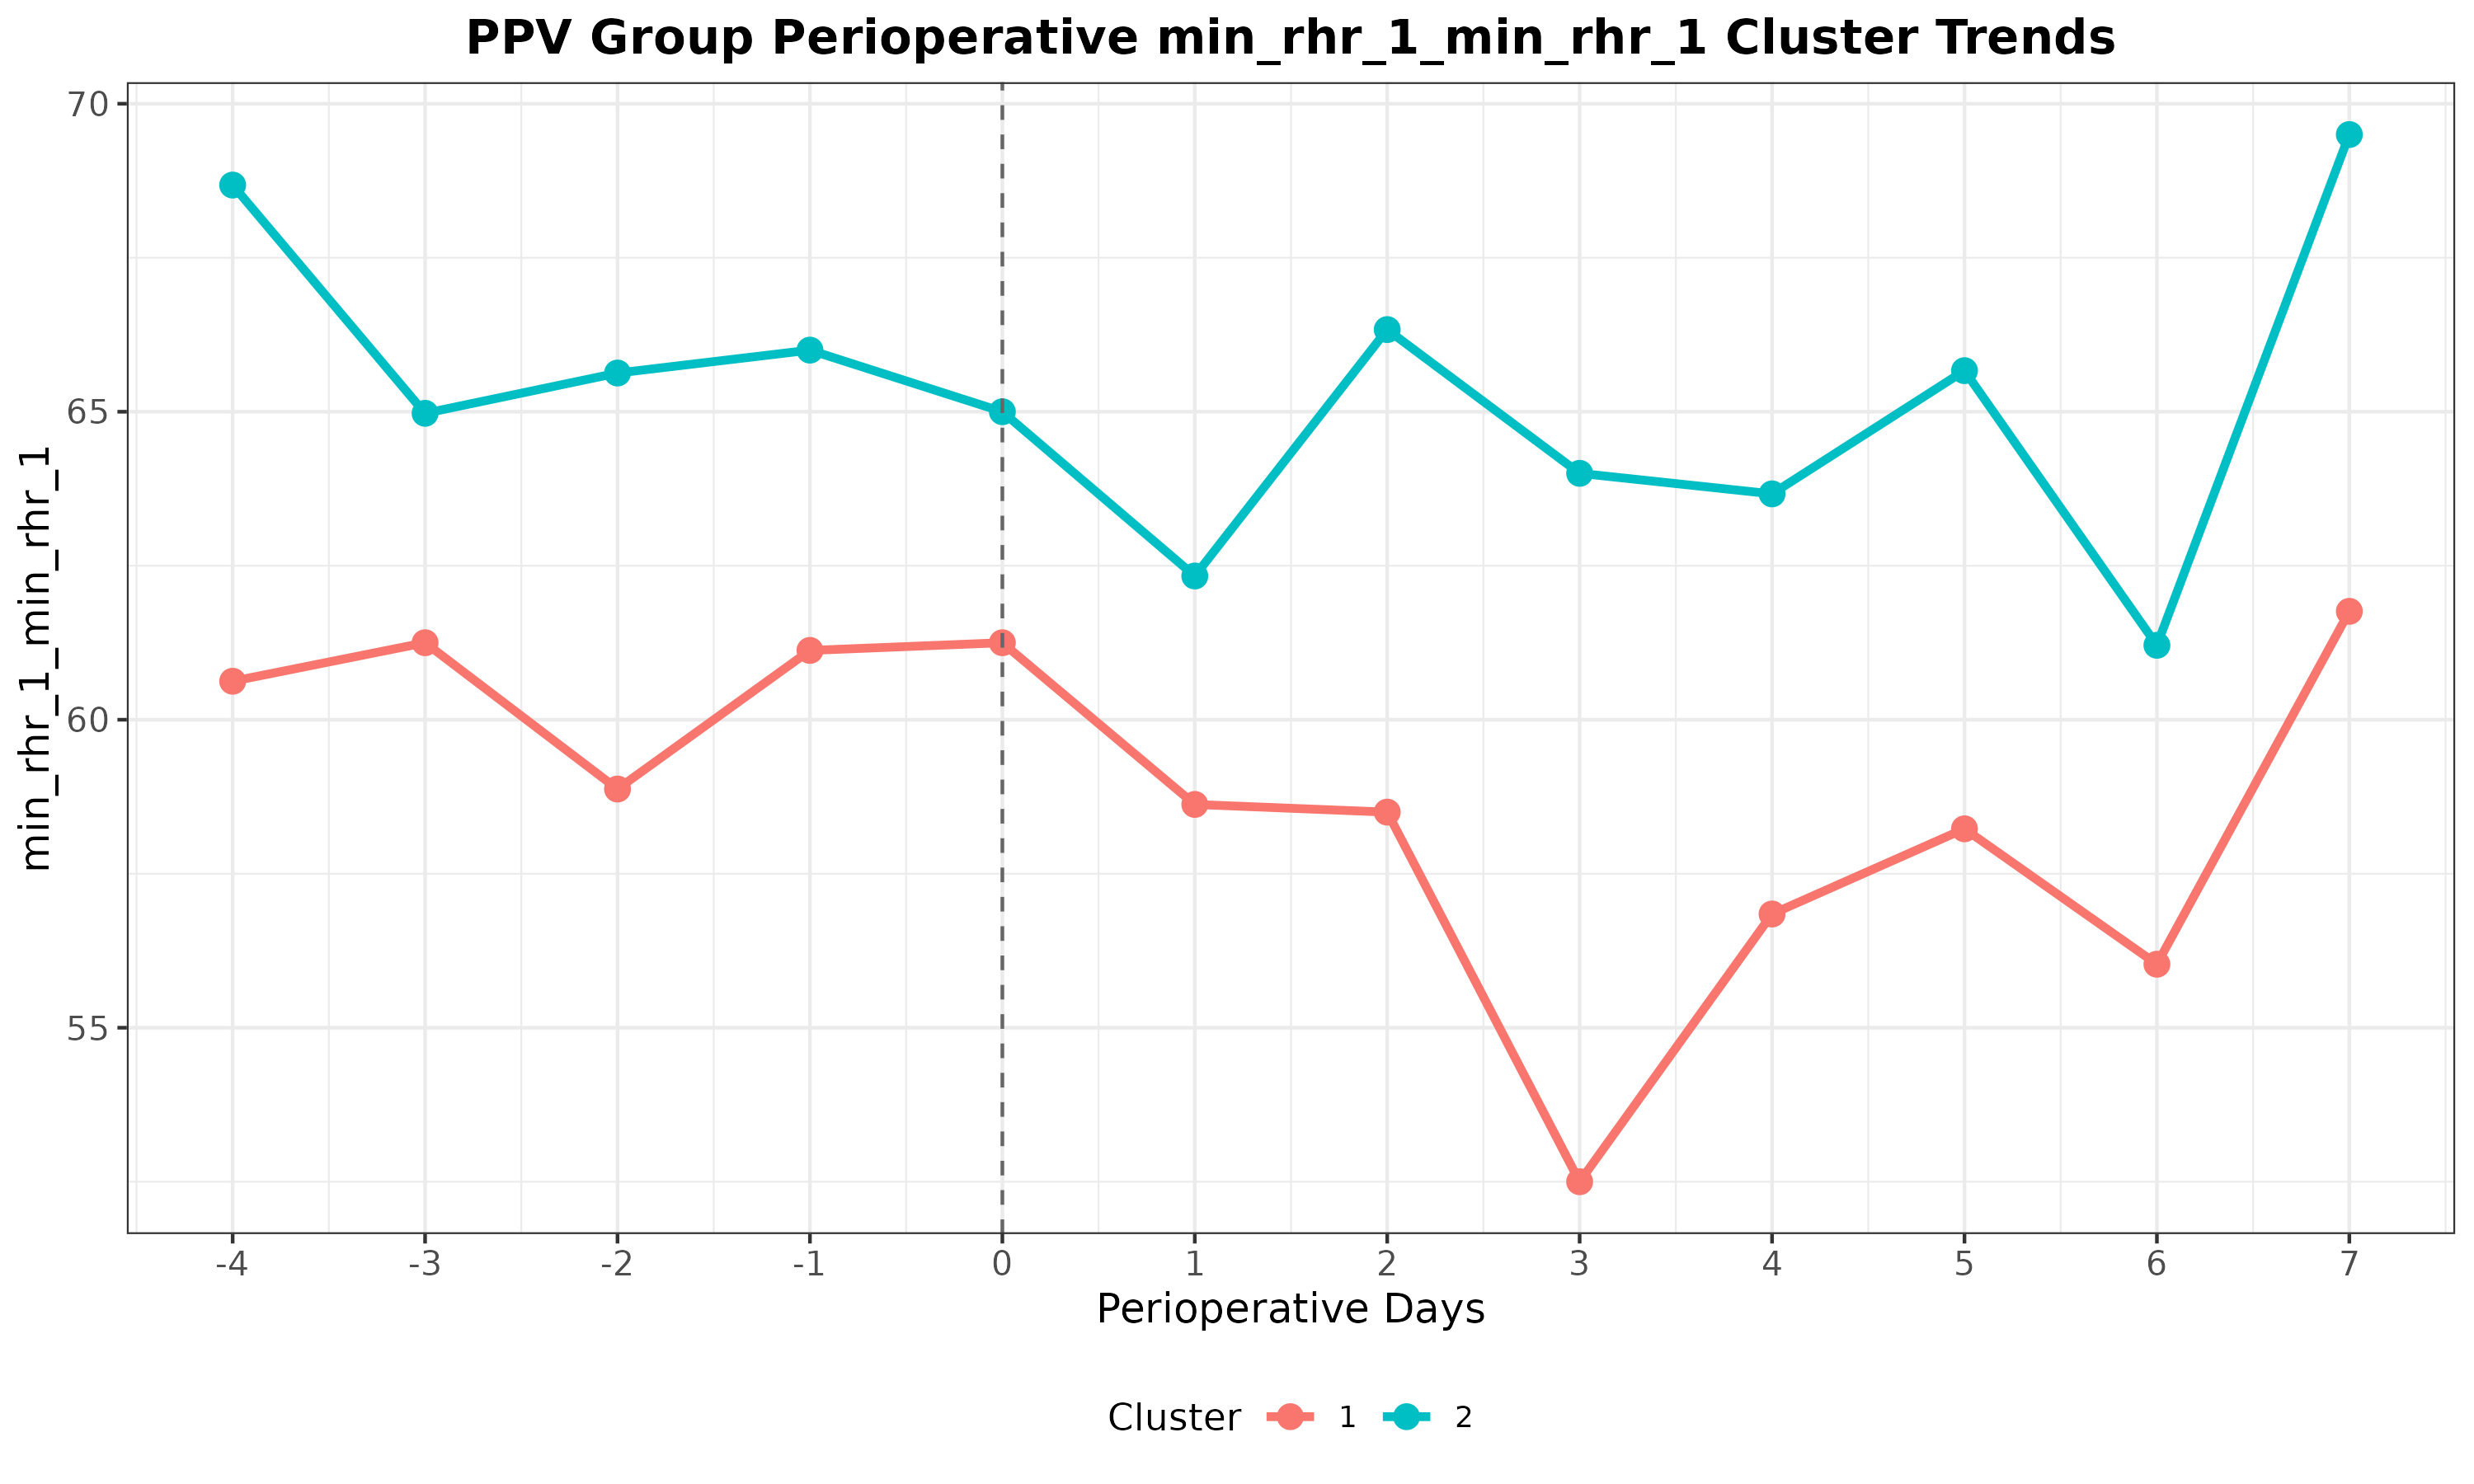 PPV Group Perioperative min_rhr_1_min_rhr_1 Cluster Trends
min_rhr_1_min_rhr_1
70
65
60
55
-4 -3 -2 -1 0 1 2 3 4 5 6 7
Perioperative Days
Cluster 1 2